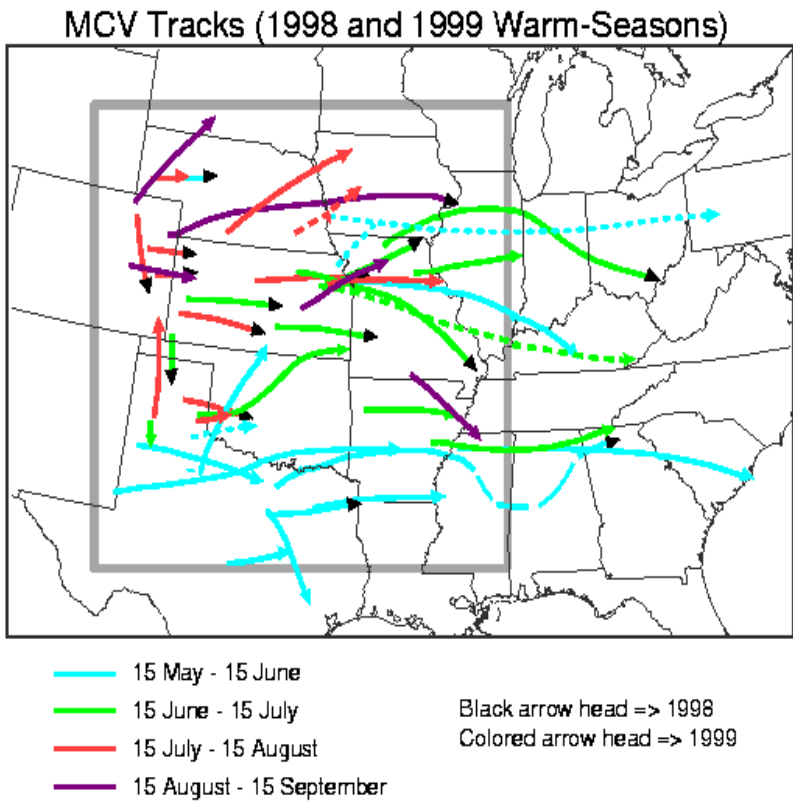 MCV Tracks (1998 and 1999 Warm-Seasons)
15 May - 15 June
15 June - 15 July
15 July - 15 August
15 August - 15 September
Black arrow head => 1998
Colored arrow head => 1999